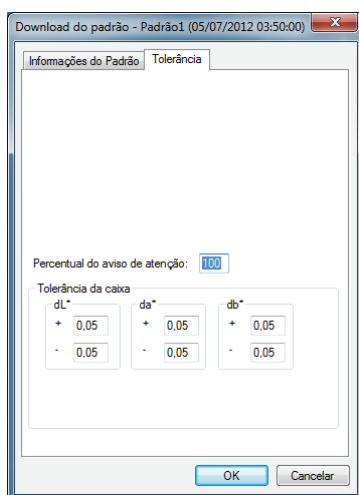 Download do padrão - Padrão1 (05/07/2012 03:50:00)
Informações do Padrão Tolerância
Percentual do aviso de atenção: 100
Tolerância da caixa
dL* da* db*
+ 0,05 + 0,05 + 0,05
- 0,05 - 0,05 - 0,05
OK Cancelar